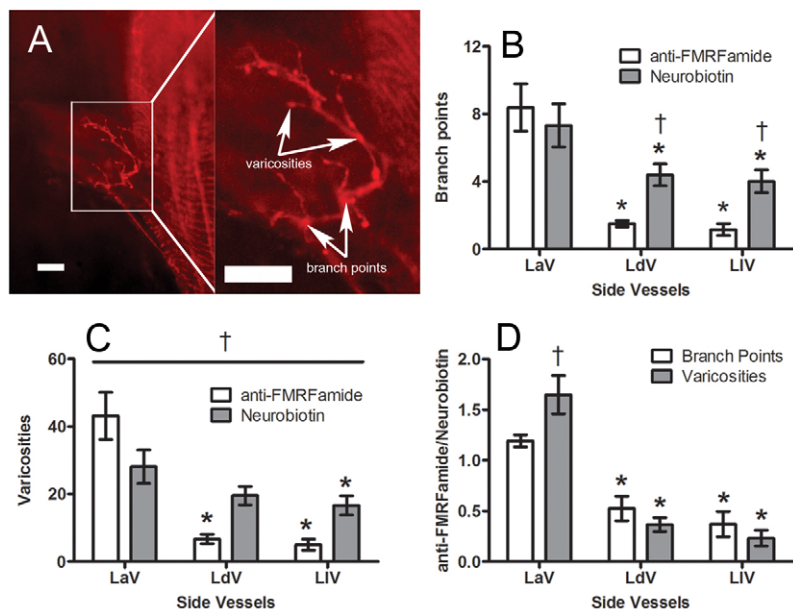 A
varicosities
branch points
B
anti-FMRFamide
Neurobiotin
Branch points
12
8
4
0
†
†
*
*
*
*
LaV
LdV
LlV
Side Vessels
C
†
anti-FMRFamide
Neurobiotin
Varicosities
60
40
20
0
*
*
*
LaV
LdV
LlV
Side Vessels
D
Branch Points
Varicosities
anti-FMRFamide/Neurobiotin
2.0
1.5
1.0
0.5
0.0
†
*
*
*
*
LaV
LdV
LlV
Side Vessels